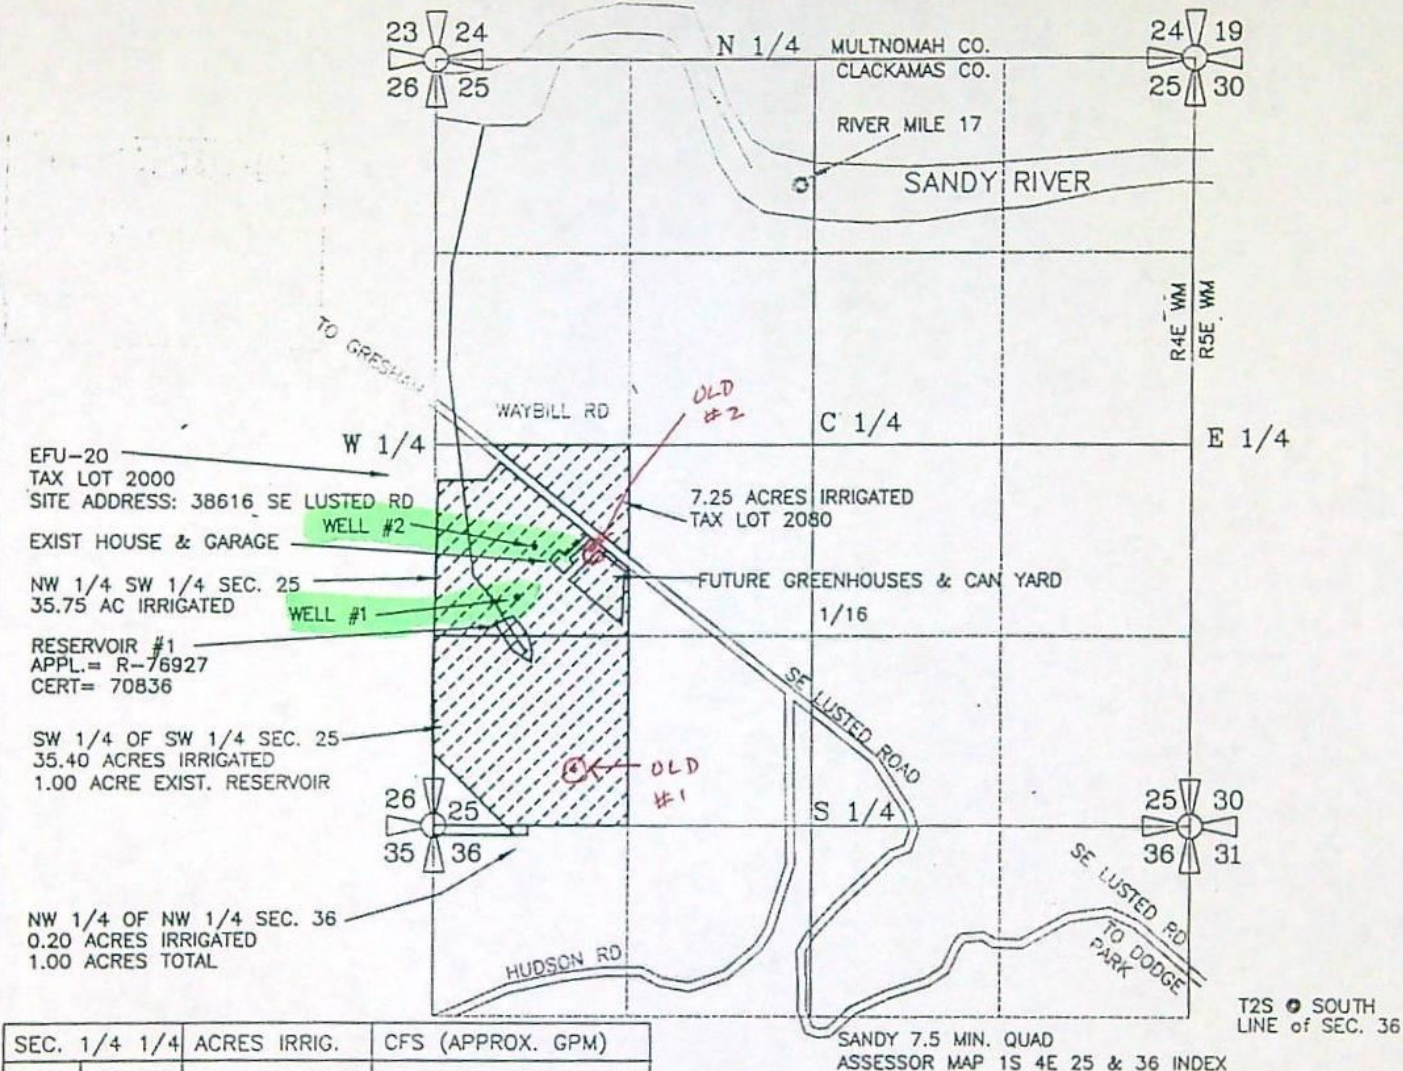 23 24
26 25
N 1/4
MULTNOMAH CO.
CLACKAMAS CO.
24 19
25 30
RIVER MILE 17
SANDY RIVER
R4E WM
R5E WM
TO GRESHAM
WAYBILL RD
OLD
#2
W 1/4
C 1/4
E 1/4
EFU-20
TAX LOT 2000
SITE ADDRESS: 38616 SE LUSTED RD
WELL #2
7.25 ACRES IRRIGATED
TAX LOT 2080
EXIST HOUSE & GARAGE
NW 1/4 SW 1/4 SEC. 25
35.75 AC IRRIGATED
WELL #1
FUTURE GREENHOUSES & CAN YARD
1/16
RESERVOIR #1
APPL.= R-76927
CERT= 70836
SE LUSTED ROAD
SW 1/4 OF SW 1/4 SEC. 25
35.40 ACRES IRRIGATED
1.00 ACRE EXIST. RESERVOIR
OLD
#1
26 25
35 36
S 1/4
25 30
36 31
NW 1/4 OF NW 1/4 SEC. 36
0.20 ACRES IRRIGATED
1.00 ACRES TOTAL
HUDSON RD
SE LUSTED RD
TO DODGE
PARK
T2S @ SOUTH
LINE of SEC. 36
SEC. 1/4 1/4 ACRES IRRIG. CFS (APPROX. GPM)
SANDY 7.5 MIN. QUAD
ASSESSOR MAP 1S 4E 25 & 36 INDEX